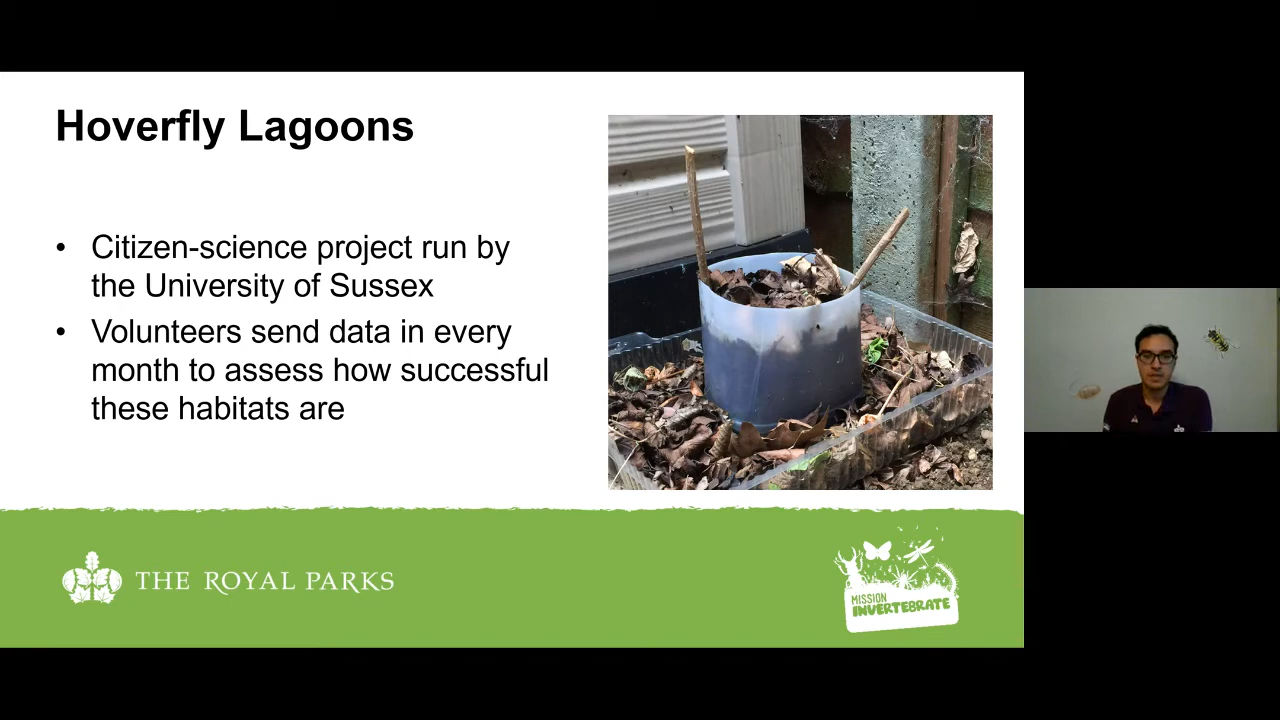 Hoverfly Lagoons
• Citizen-science project run by
the University of Sussex
• Volunteers send data in every
month to assess how successful
these habitats are
THE ROYAL PARKS
MISSION
INVERTEBRATE